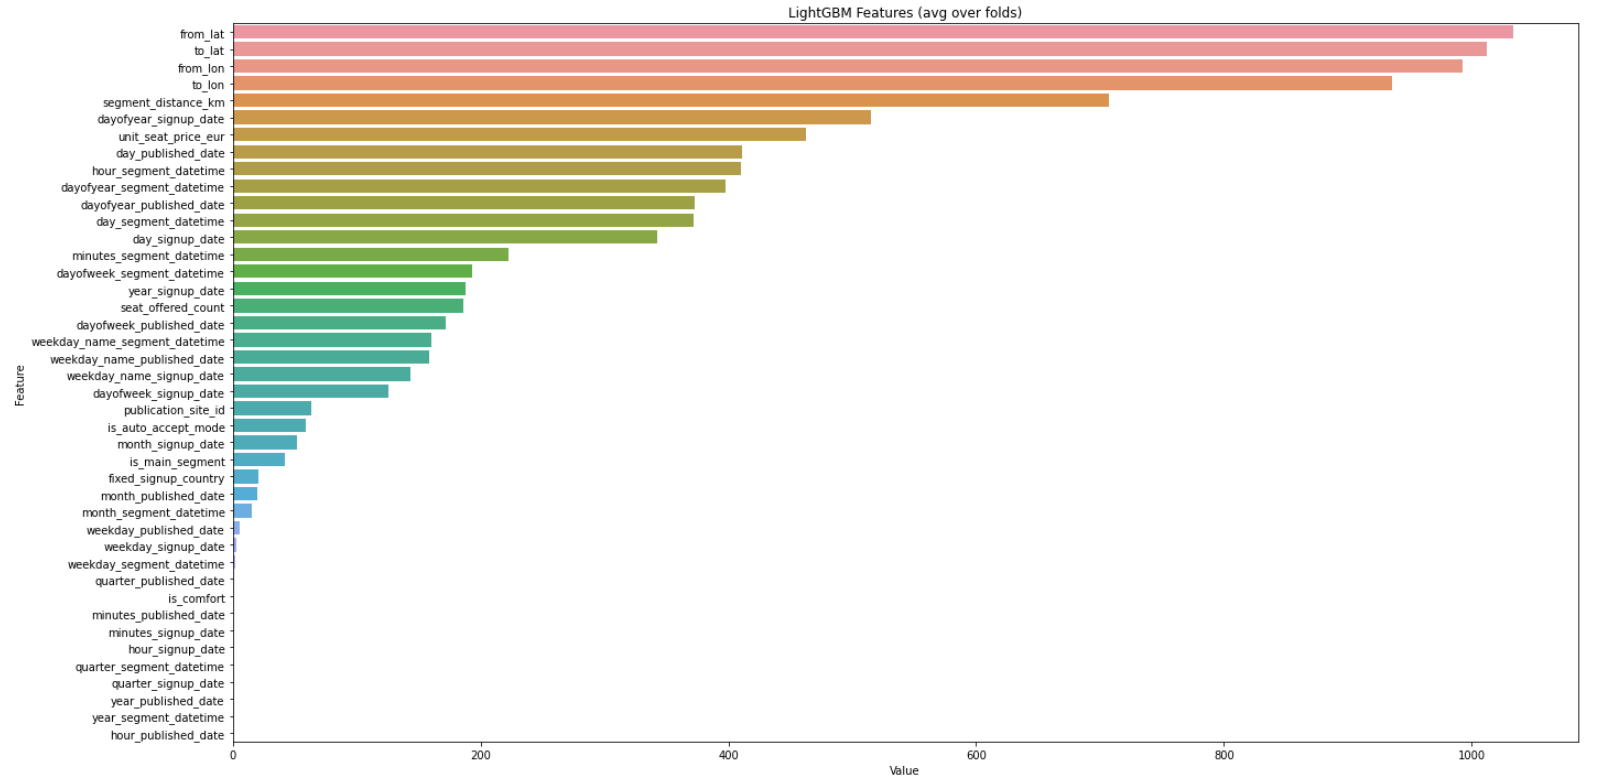 LightGBM Features (avg over folds)
from_lat
to_lat
from_lon
to_lon
segment_distance_km
dayofyear_signup_date
unit_seat_price_eur
day_published_date
hour_segment_datetime
dayofyear_segment_datetime
dayofyear_published_date
day_segment_datetime
day_signup_date
minutes_segment_datetime
dayofweek_segment_datetime
year_signup_date
seat_offered_count
dayofweek_published_date
weekday_name_segment_datetime
weekday_name_published_date
weekday_name_signup_date
dayofweek_signup_date
publication_site_id
is_auto_accept_mode
month_signup_date
is_main_segment
fixed_signup_country
month_published_date
month_segment_datetime
weekday_published_date
weekday_signup_date
weekday_segment_datetime
quarter_published_date
is_comfort
minutes_published_date
minutes_signup_date
hour_signup_date
quarter_segment_datetime
quarter_signup_date
year_published_date
year_segment_datetime
hour_published_date
Feature
0 200 400 600 800 1000
Value